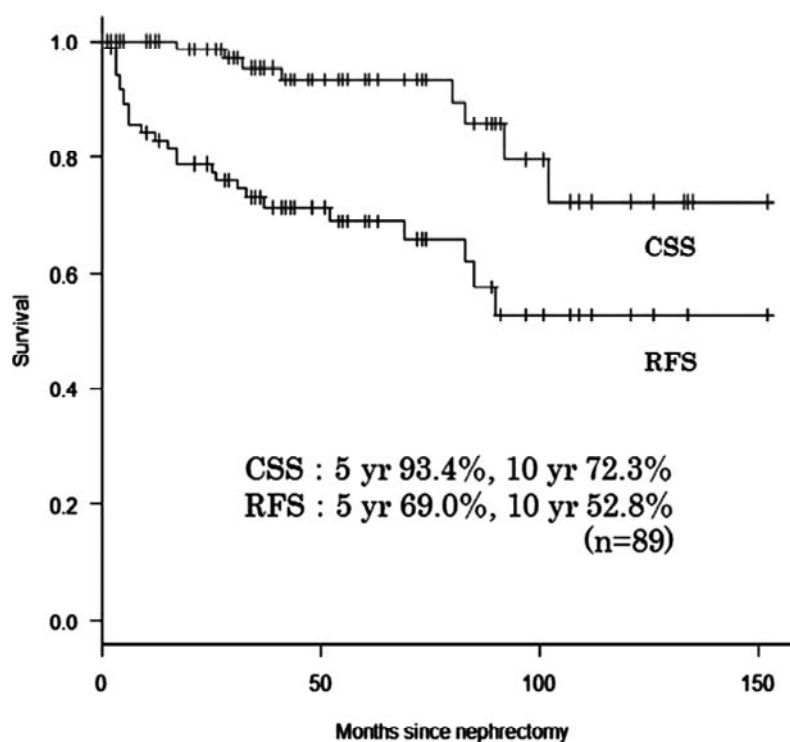 1.0
0.8
0.6
0.4
0.2
0.0
Survival
CSS
RFS
CSS : 5 yr 93.4%, 10 yr 72.3%
RFS : 5 yr 69.0%, 10 yr 52.8%
(n=89)
0 50 100 150
Months since nephrectomy